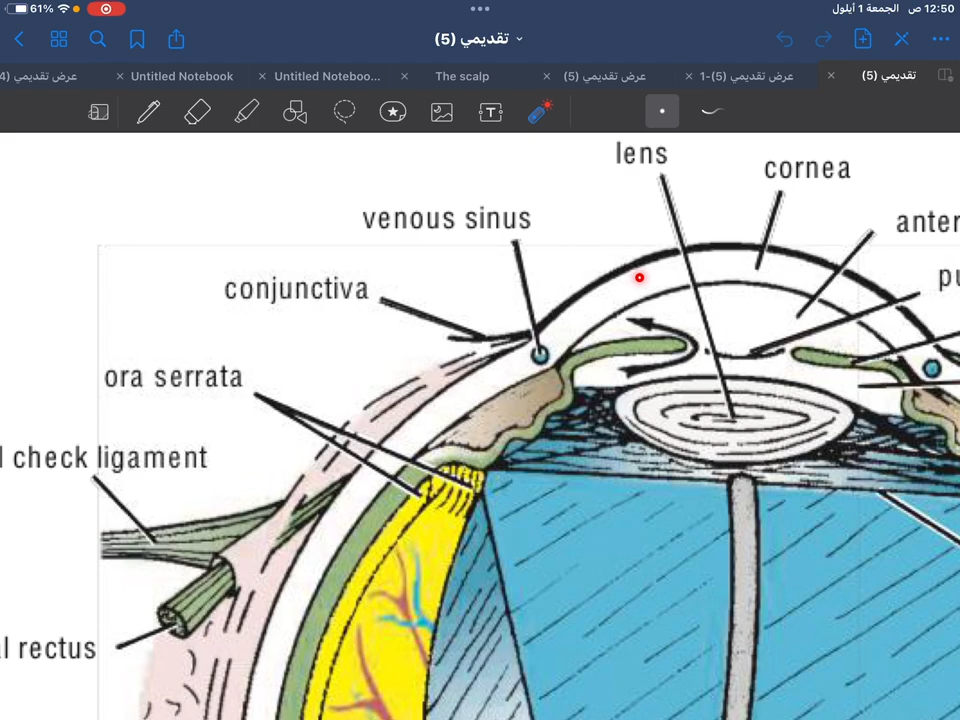 61%
12:50 ص الجمعة 1 أيلول
تقديمي (5)
عرض تقديمي (4
Untitled Notebook
Untitled Noteboo...
The scalp
عرض تقديمي (5)
عرض تقديمي (5)-1
تقديمي (5)
T
lens
cornea
venous sinus
anter
pu
conjunctiva
ora serrata
l check ligament
al rectus